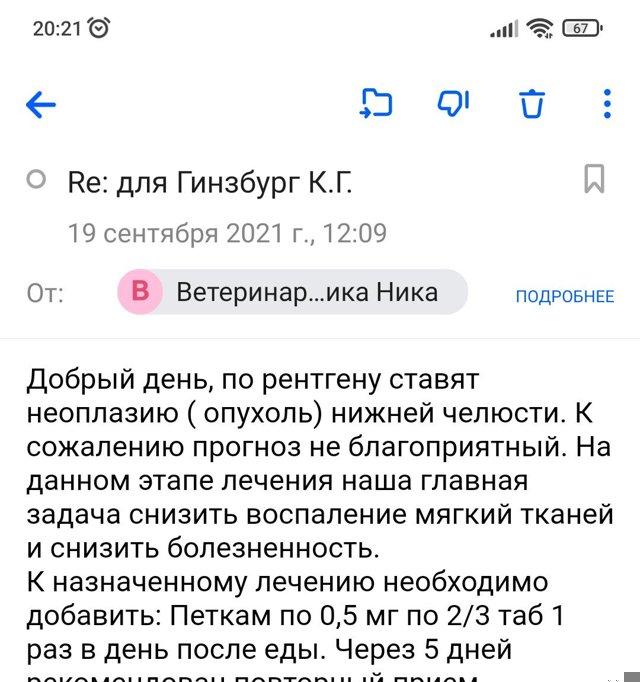 20:21
67
Re: для Гинзбург К.Г.
19 сентября 2021 г., 12:09
От: В Ветеринар...ика Ника ПОДРОБНЕЕ
Добрый день, по рентгену ставят
неоплазию ( опухоль) нижней челюсти. К
сожалению прогноз не благоприятный. На
данном этапе лечения наша главная
задача снизить воспаление мягкий тканей
и снизить болезненность.
К назначенному лечению необходимо
добавить: Петкам по 0,5 мг по 2/3 таб 1
раз в день после еды. Через 5 дней
рекомендован повторный прием